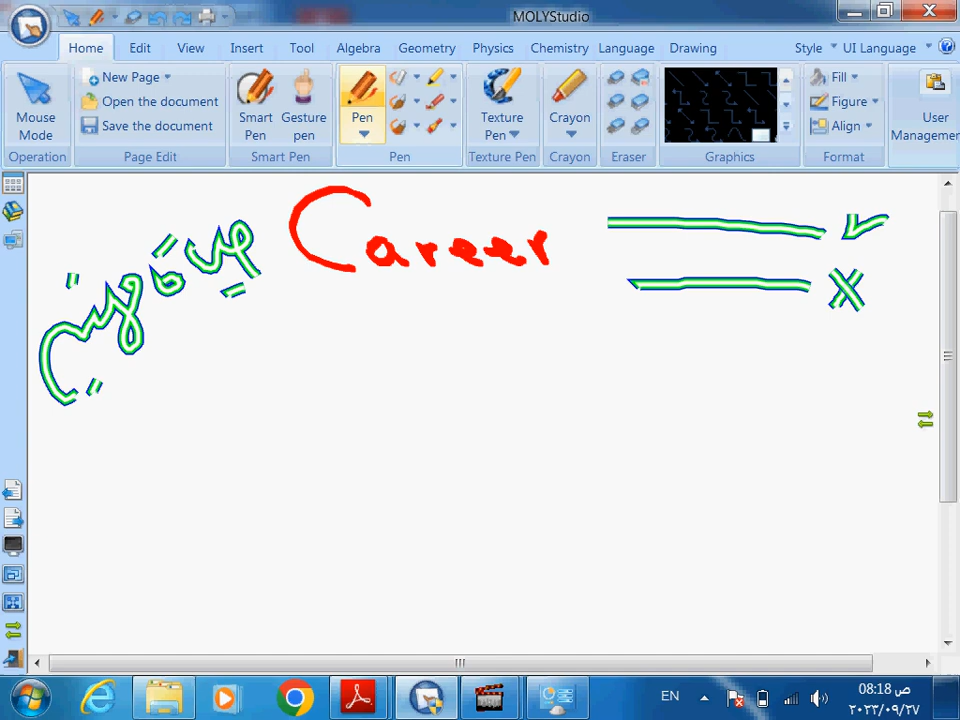 MOLYStudio
Home Edit View Insert Tool Algebra Geometry Physics Chemistry Language Drawing Style UI Language
Mouse Mode
Operation
New Page
Open the document
Save the document
Page Edit
Smart Pen
Gesture pen
Smart Pen
Pen
Pen
Texture Pen
Texture Pen
Crayon
Crayon
Eraser
Graphics
Fill
Figure
Align
Format
User
Managemen
Career
✓
X
EN
08:18 ص
٢٠٢٣/٠٩/٢٧